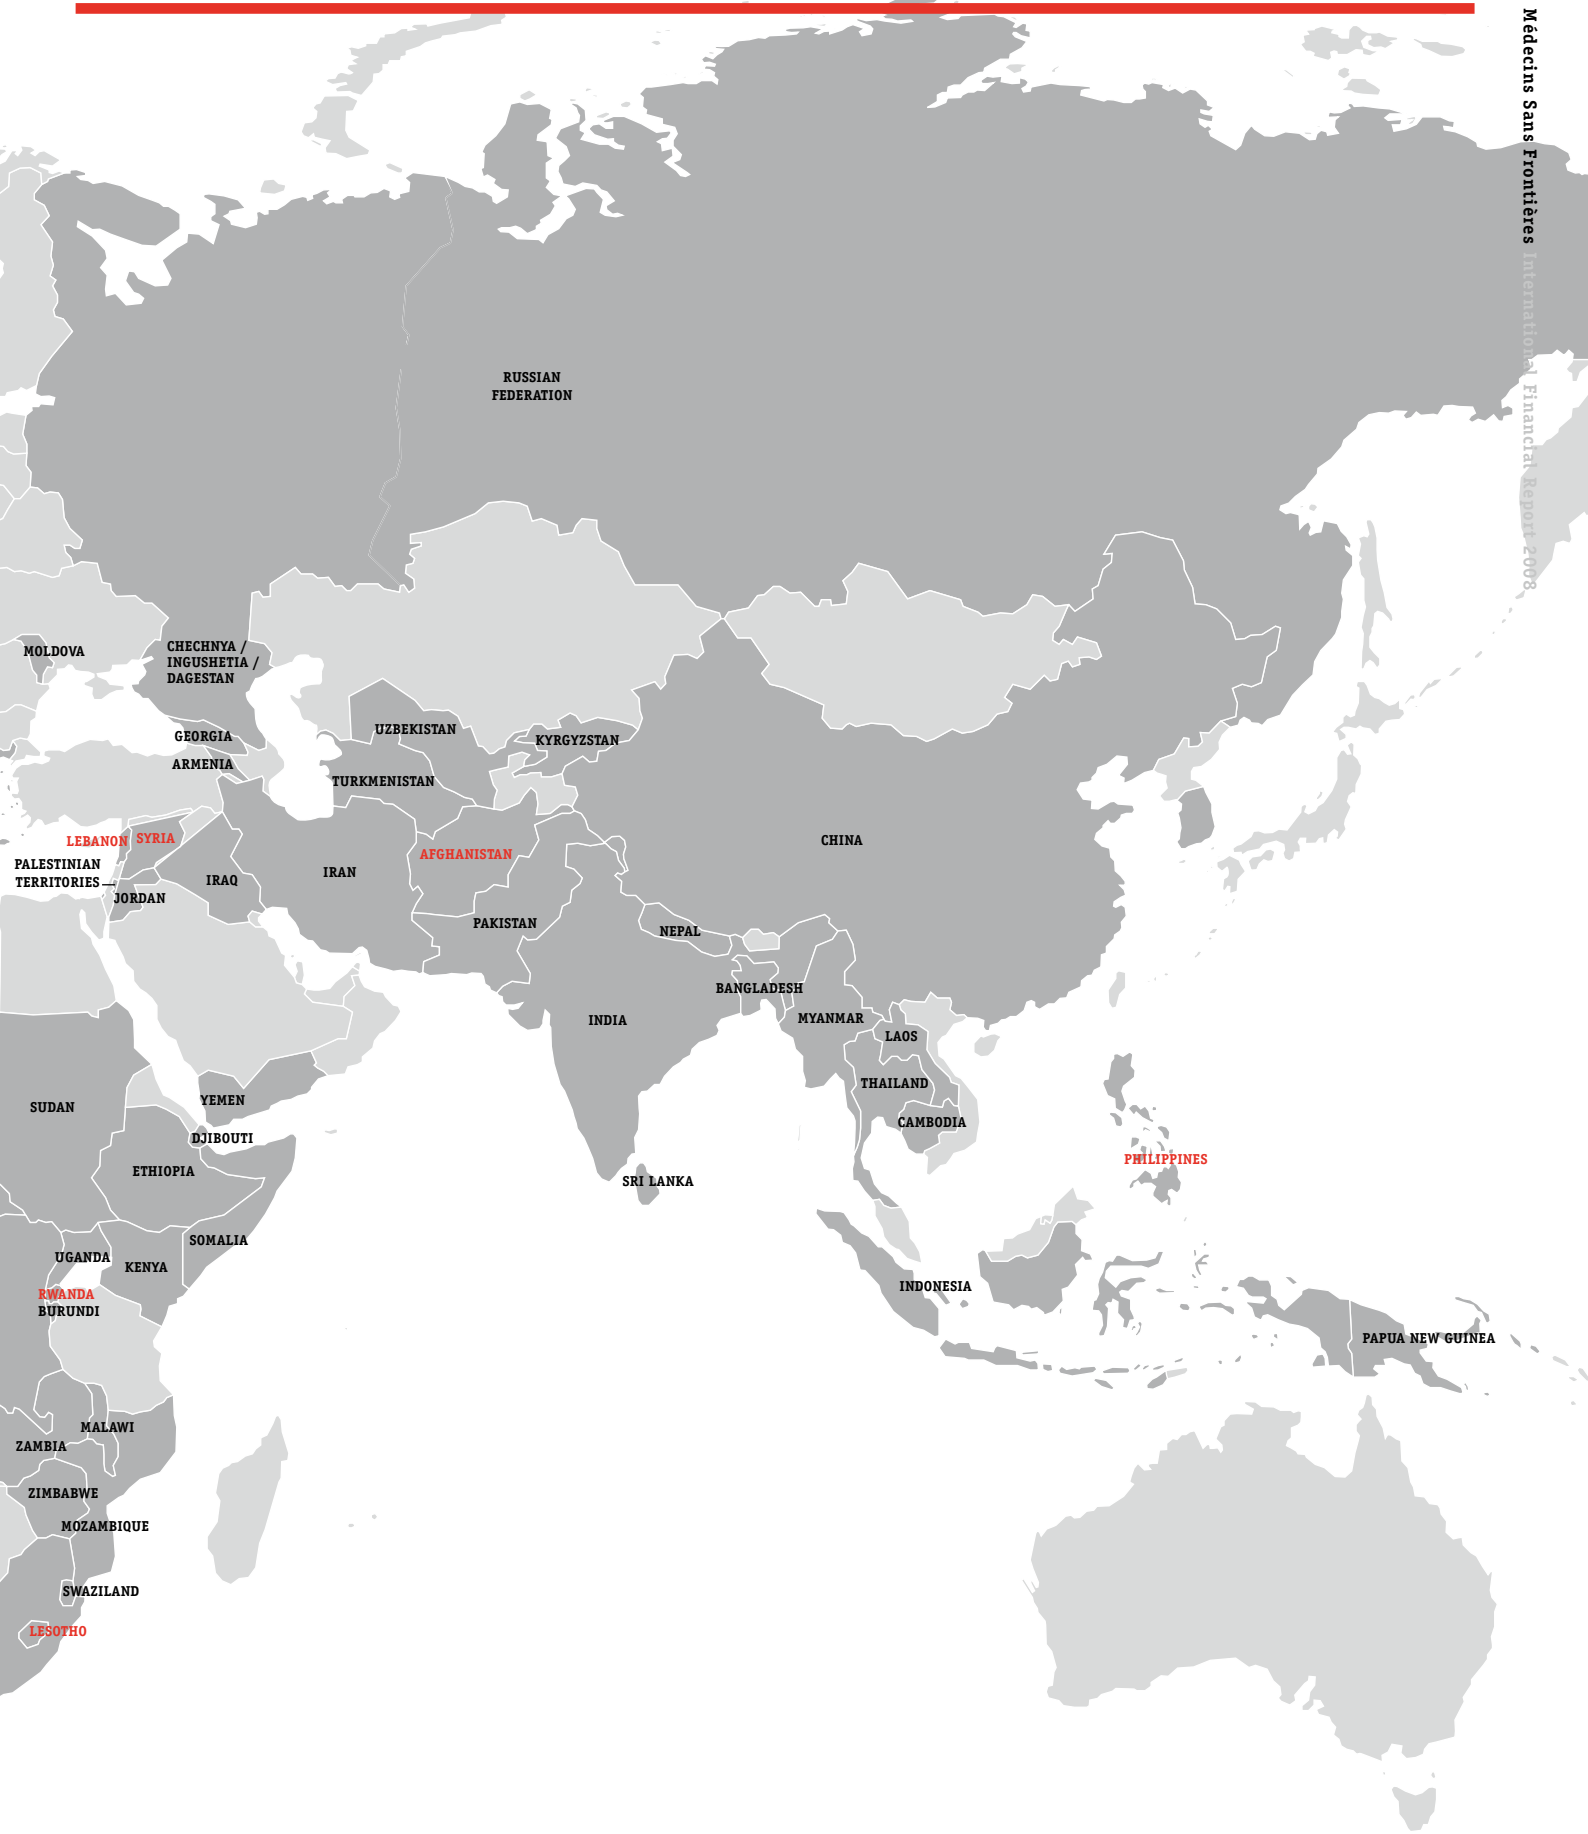 Médecins Sans Frontières International Financial Report 2008
RUSSIAN
FEDERATION
MOLDOVA
CHECHNYA /
INGUSHETIA /
DAGESTAN
GEORGIA
ARMENIA
UZBEKISTAN
KYRGYZSTAN
TURKMENISTAN
LEBANON
SYRIA
AFGHANISTAN
CHINA
PALESTINIAN
TERRITORIES
JORDAN
IRAQ
IRAN
PAKISTAN
NEPAL
BANGLADESH
INDIA
MYANMAR
LAOS
THAILAND
CAMBODIA
SUDAN
YEMEN
DJIBOUTI
ETHIOPIA
SRI LANKA
PHILIPPINES
SOMALIA
UGANDA
KENYA
RWANDA
BURUNDI
INDONESIA
PAPUA NEW GUINEA
MALAWI
ZAMBIA
ZIMBABWE
MOZAMBIQUE
SWAZILAND
LESOTHO